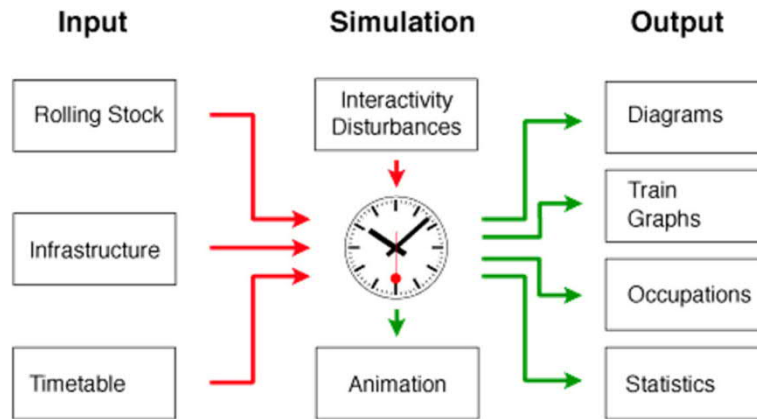 Input
Simulation
Output
Rolling Stock
Infrastructure
Timetable
Interactivity
Disturbances
Animation
Diagrams
Train
Graphs
Occupations
Statistics